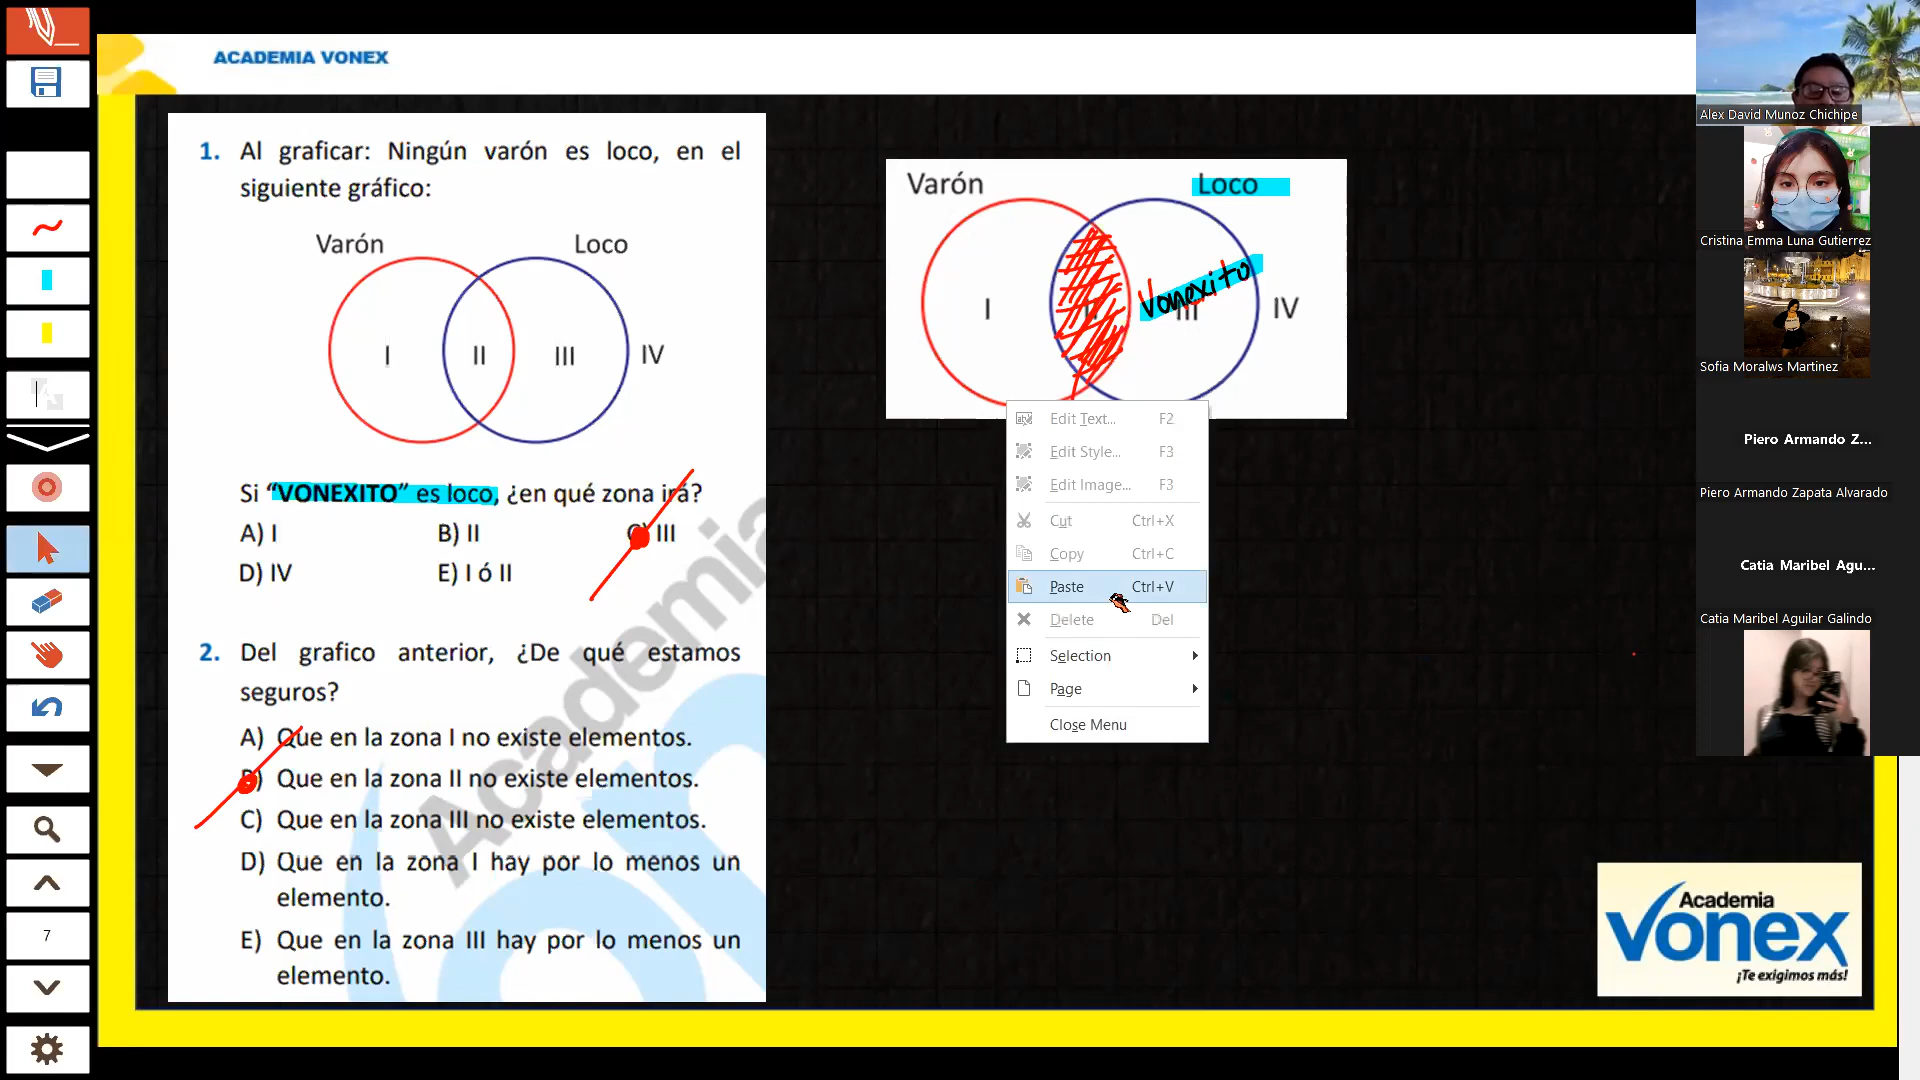 ACADEMIA VONEX
1. Al graficar: Ningún varón es loco, en el
siguiente gráfico:
Varón Loco
I II III IV
Si “VONEXITO” es loco, ¿en qué zona irá?
A) I B) II C) III
D) IV E) I ó II
2. Del grafico anterior, ¿De qué estamos
seguros?
A) Que en la zona I no existe elementos.
B) Que en la zona II no existe elementos.
C) Que en la zona III no existe elementos.
D) Que en la zona I hay por lo menos un
elemento.
E) Que en la zona III hay por lo menos un
elemento.
Academia
Varón Loco
Vonexito
I II III IV
Edit Text... F2
Edit Style... F3
Edit Image... F3
Cut Ctrl+X
Copy Ctrl+C
Paste Ctrl+V
Delete Del
Selection
Page
Close Menu
Academia
Vonex
¡Te exigimos más!
Alex David Munoz Chichipe
Cristina Emma Luna Gutierrez
Sofia Moralws Martinez
Piero Armando Z...
Piero Armando Zapata Alvarado
Catia Maribel Agu...
Catia Maribel Aguilar Galindo
7